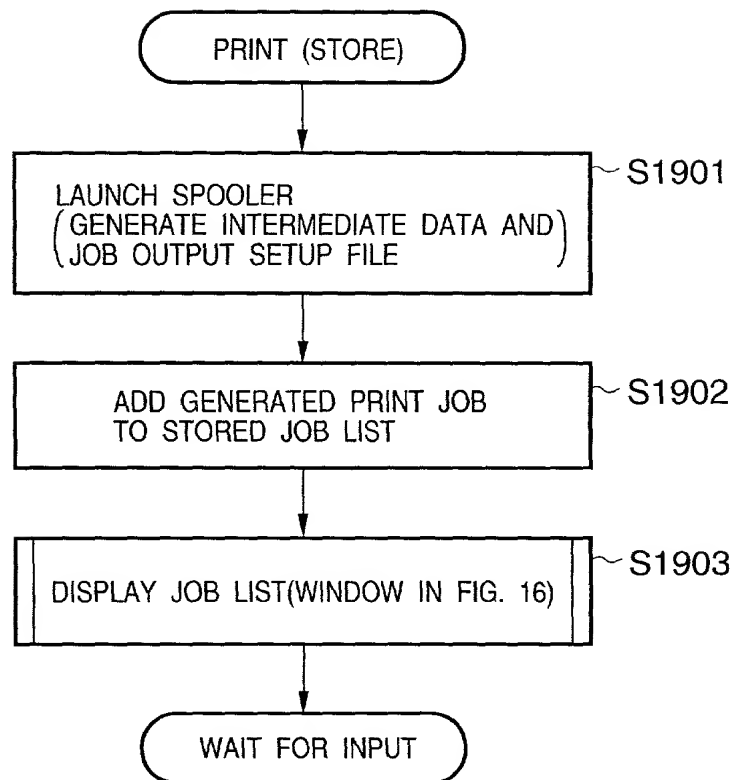 PRINT (STORE)
S1901
LAUNCH SPOOLER
(GENERATE INTERMEDIATE DATA AND
JOB OUTPUT SETUP FILE)
S1902
ADD GENERATED PRINT JOB
TO STORED JOB LIST
S1903
DISPLAY JOB LIST(WINDOW IN FIG. 16)
WAIT FOR INPUT